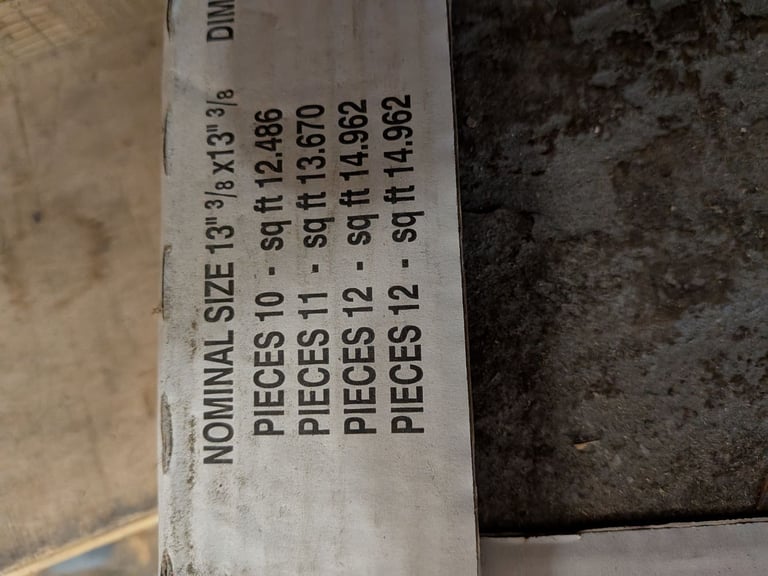 NOMINAL SIZE 13" 3/8 x13" 3/8
PIECES 10 - sq ft 12.486
PIECES 11 - sq ft 13.670
PIECES 12 - sq ft 14.962
PIECES 12 - sq ft 14.962